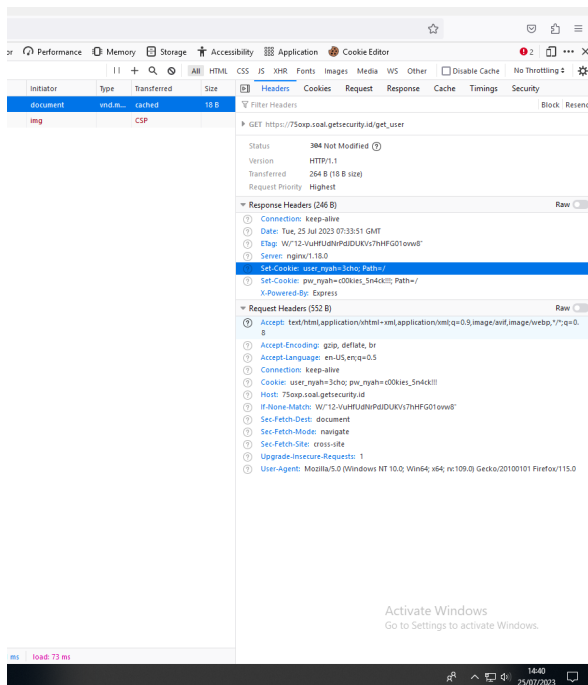 Performance Memory Storage Accessibility Application Cookie Editor 2
All HTML CSS JS XHR Fonts Images Media WS Other Disable Cache No Throttling
Initiator Type Transferred Size Headers Cookies Request Response Cache Timings Security
document vnd.m... cached 18 B Filter Headers Block Resend
img CSP
GET https://75oxp.soal.getsecurity.id/get_user
Status 304 Not Modified
Version HTTP/1.1
Transferred 264 B (18 B size)
Request Priority Highest
Response Headers (246 B) Raw
Connection: keep-alive
Date: Tue, 25 Jul 2023 07:33:51 GMT
ETag: W/"12-VuHfUdNrPdJDUKVs7hHFG01ovw8"
Server: nginx/1.18.0
Set-Cookie: user_nyah=3cho; Path=/
Set-Cookie: pw_nyah=c00kies_5n4ck!!!; Path=/
X-Powered-By: Express
Request Headers (552 B) Raw
Accept: text/html,application/xhtml+xml,application/xml;q=0.9,image/avif,image/webp,*/*;q=0.
8
Accept-Encoding: gzip, deflate, br
Accept-Language: en-US,en;q=0.5
Connection: keep-alive
Cookie: user_nyah=3cho; pw_nyah=c00kies_5n4ck!!!
Host: 75oxp.soal.getsecurity.id
If-None-Match: W/"12-VuHfUdNrPdJDUKVs7hHFG01ovw8"
Sec-Fetch-Dest: document
Sec-Fetch-Mode: navigate
Sec-Fetch-Site: cross-site
Upgrade-Insecure-Requests: 1
User-Agent: Mozilla/5.0 (Windows NT 10.0; Win64; x64; rv:109.0) Gecko/20100101 Firefox/115.0
Activate Windows
Go to Settings to activate Windows.
ms load: 73 ms
14:40
25/07/2023